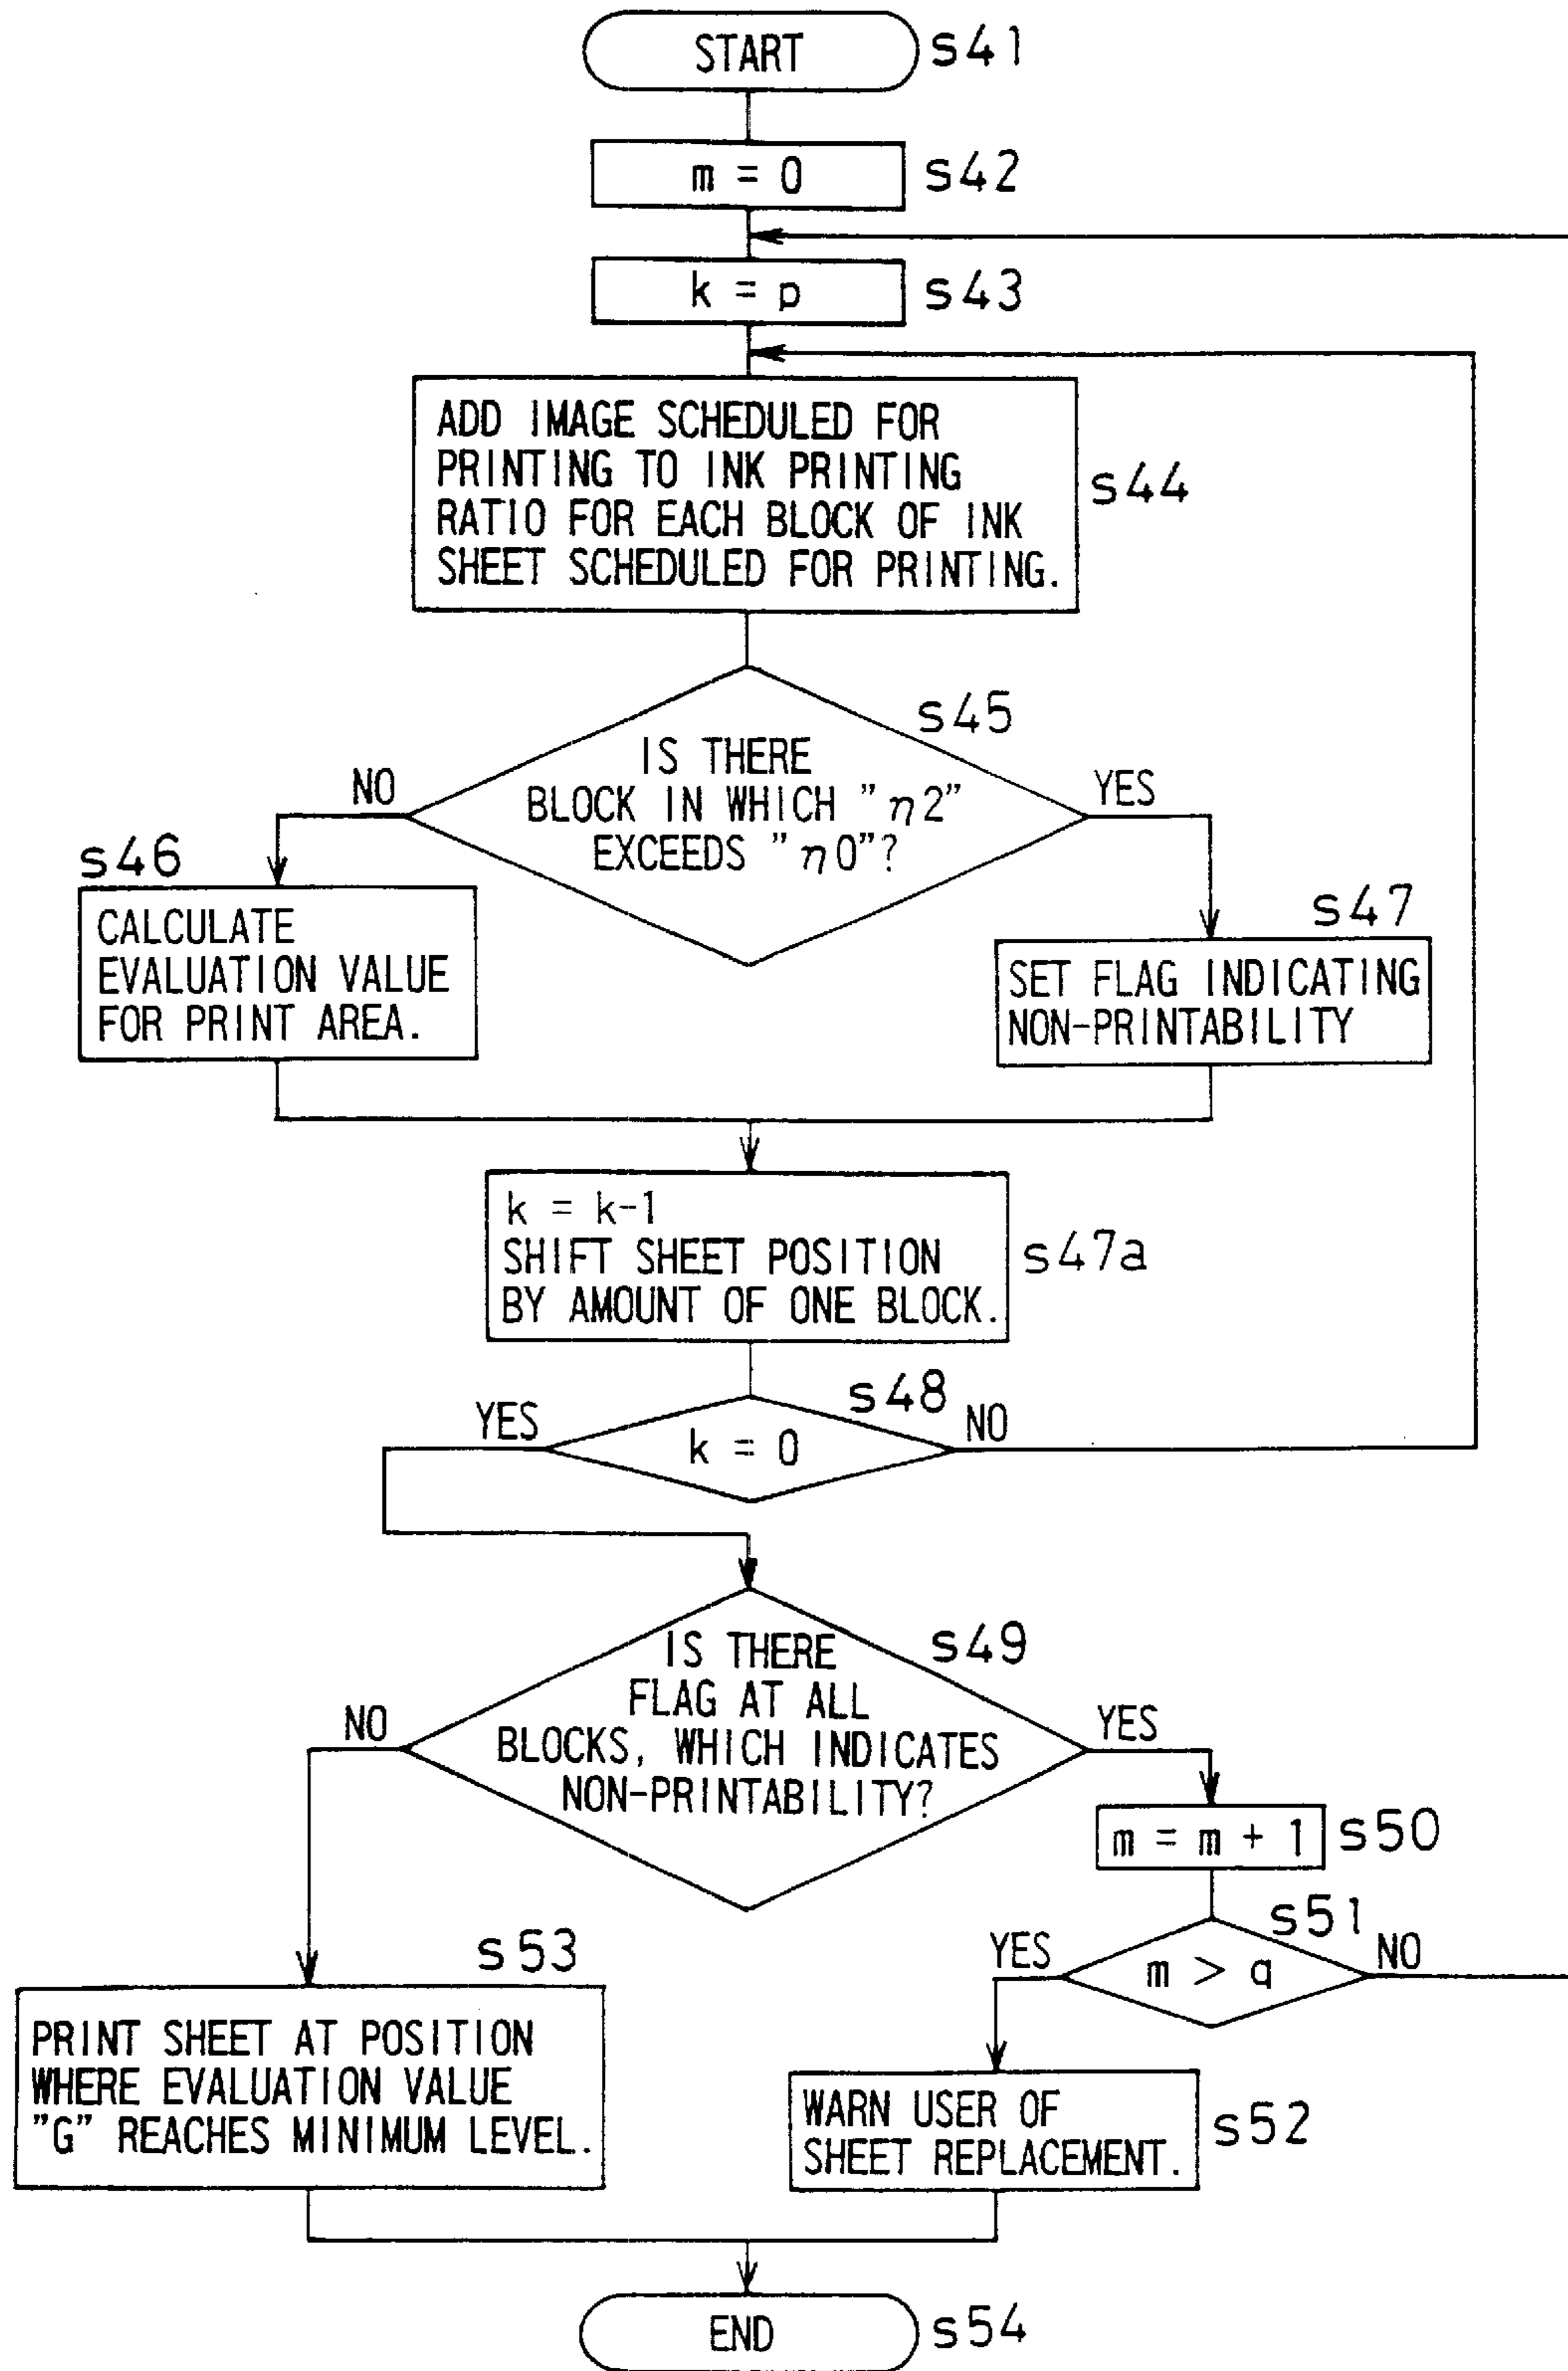 START
s41
m = 0
s42
k = p
s43
ADD IMAGE SCHEDULED FOR
PRINTING TO INK PRINTING
RATIO FOR EACH BLOCK OF INK
SHEET SCHEDULED FOR PRINTING.
s44
s45
IS THERE
BLOCK IN WHICH "η2"
EXCEEDS "η0"?
NO
YES
s46
CALCULATE
EVALUATION VALUE
FOR PRINT AREA.
s47
SET FLAG INDICATING
NON-PRINTABILITY
k = k-1
SHIFT SHEET POSITION
BY AMOUNT OF ONE BLOCK.
s47a
s48
YES
k = 0
NO
s49
IS THERE
FLAG AT ALL
BLOCKS, WHICH INDICATES
NON-PRINTABILITY?
NO
YES
m = m + 1
s50
s51
YES
m > q
NO
s53
PRINT SHEET AT POSITION
WHERE EVALUATION VALUE
"G" REACHES MINIMUM LEVEL.
WARN USER OF
SHEET REPLACEMENT.
s52
END
s54